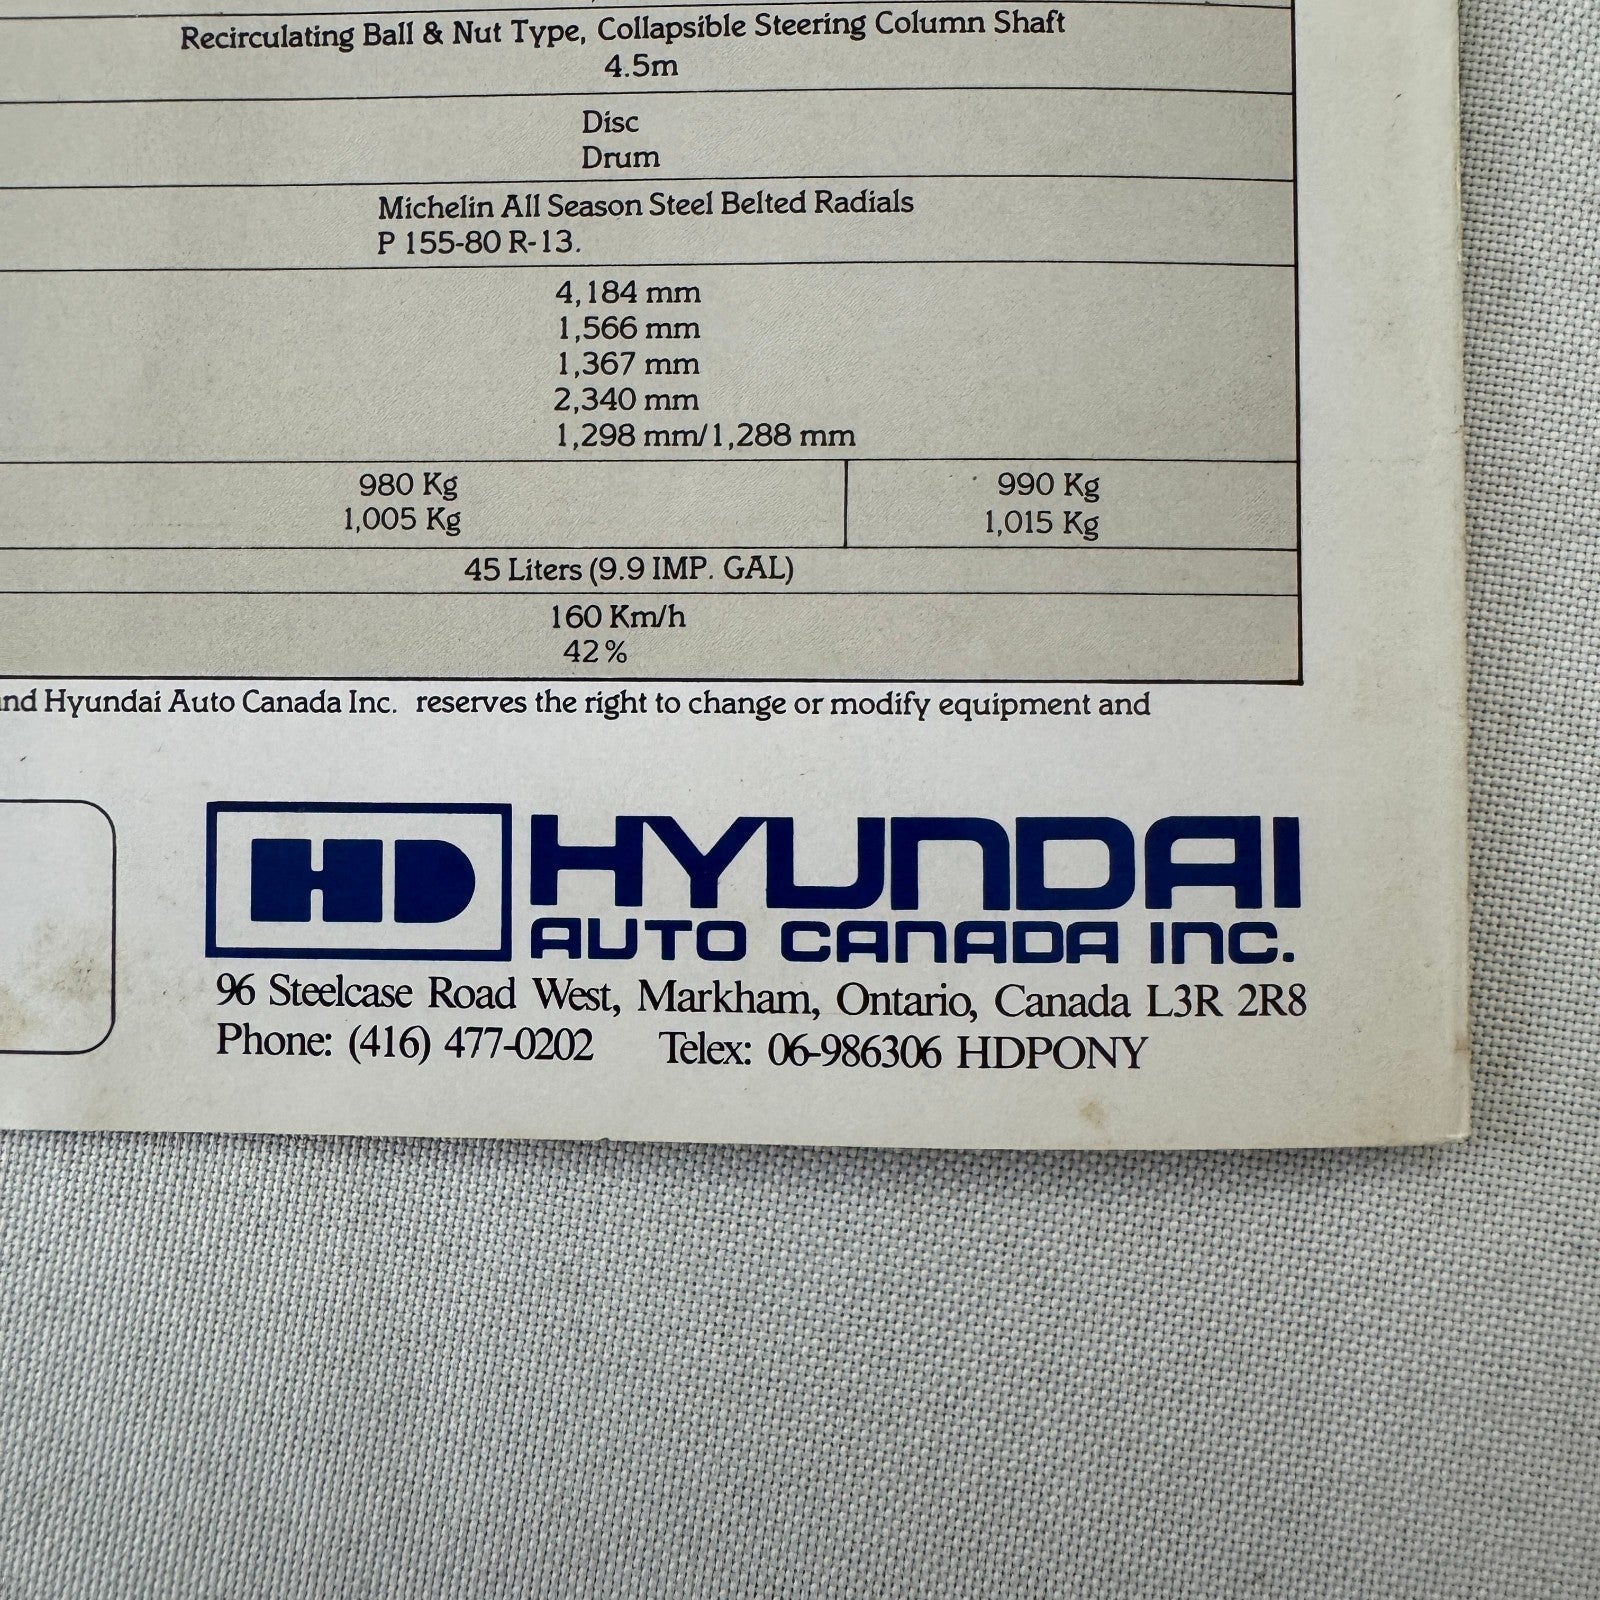 Recirculating Ball & Nut Type, Collapsible Steering Column Shaft
4.5m
Disc
Drum
Michelin All Season Steel Belted Radials
P 155-80 R-13.
4,184 mm
1,566 mm
1,367 mm
2,340 mm
1,298 mm/1,288 mm
980 Kg 990 Kg
1,005 Kg 1,015 Kg
45 Liters (9.9 IMP. GAL)
160 Km/h
42%
and Hyundai Auto Canada Inc. reserves the right to change or modify equipment and
HD HYUNDAI
AUTO CANADA INC.
96 Steelcase Road West, Markham, Ontario, Canada L3R 2R8
Phone: (416) 477-0202 Telex: 06-986306 HDPONY